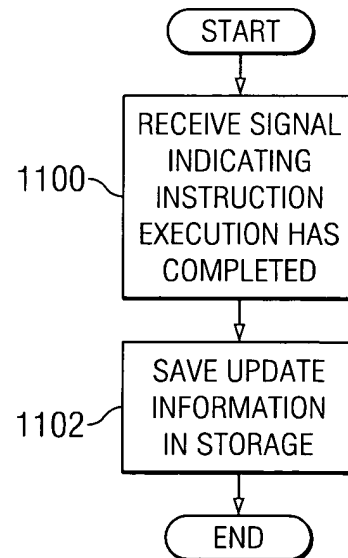 START
1100
RECEIVE SIGNAL
INDICATING
INSTRUCTION
EXECUTION HAS
COMPLETED
1102
SAVE UPDATE
INFORMATION
IN STORAGE
END